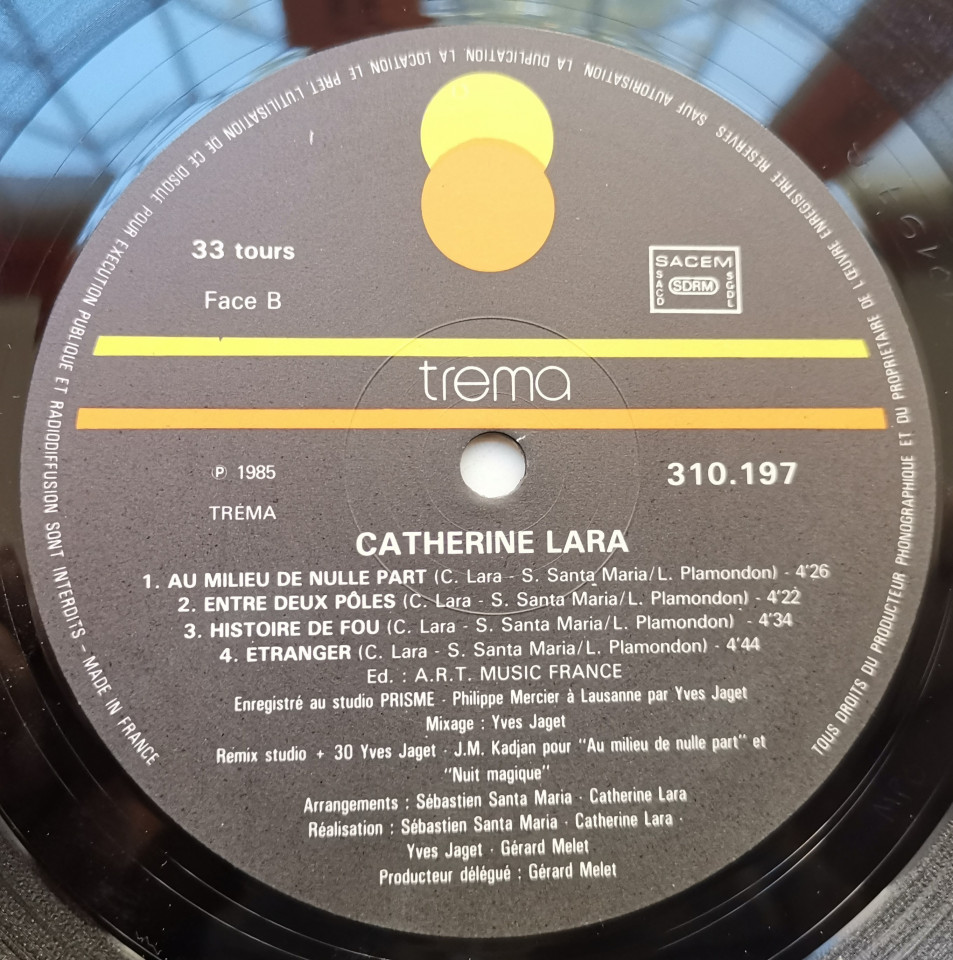 TOUS DROITS DU PRODUCTEUR PHONOGRAPHIQUE ET DU PROPRIETAIRE DE L'ŒUVRE ENREGISTREE RESERVES. SAUF AUTORISATION, LA DUPLICATION, LA LOCATION, LE PRET, L'UTILISATION DE CE DISQUE POUR EXECUTION PUBLIQUE ET RADIODIFFUSION SONT INTERDITS - MADE IN FRANCE
33 tours
Face B
SACEM
SACD
SDRM
SGDL
trema
℗ 1985
310.197
TRÉMA
CATHERINE LARA
1. AU MILIEU DE NULLE PART (C. Lara - S. Santa Maria/L. Plamondon) - 4'26
2. ENTRE DEUX PÔLES (C. Lara - S. Santa Maria/L. Plamondon) - 4'22
3. HISTOIRE DE FOU (C. Lara - S. Santa Maria/L. Plamondon) - 4'34
4. ÉTRANGER (C. Lara - S. Santa Maria/L. Plamondon) - 4'44
Ed. : A.R.T. MUSIC FRANCE
Enregistré au studio PRISME - Philippe Mercier à Lausanne par Yves Jaget
Mixage : Yves Jaget
Remix studio + 30 Yves Jaget - J.M. Kadjan pour "Au milieu de nulle part" et
"Nuit magique"
Arrangements : Sébastien Santa Maria - Catherine Lara
Réalisation : Sébastien Santa Maria - Catherine Lara -
Yves Jaget - Gérard Melet
Producteur délégué : Gérard Melet